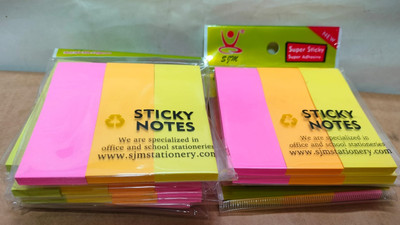 SJM
Super Sticky
Super Adhesive
NEW
STICKY
NOTES
We are specialized in
office and school stationeries
www.sjmstationery.com
STICKY
NOTES
We are specialized in
office and school stationeries
www.sjmstationery.com